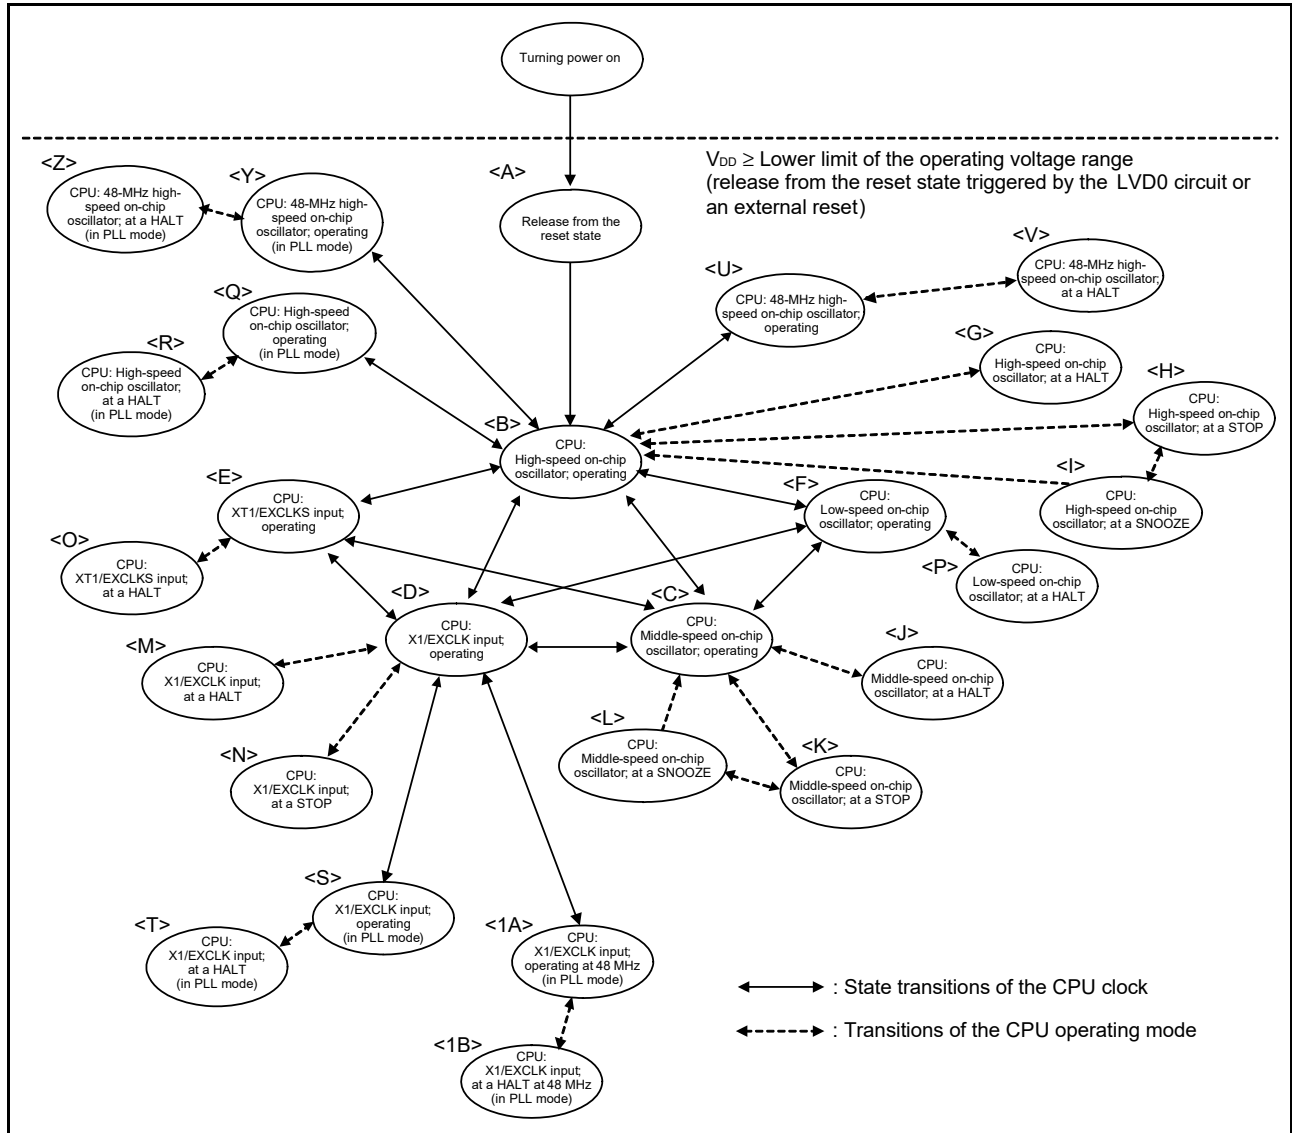 Turning power on
V_DD ≥ Lower limit of the operating voltage range
(release from the reset state triggered by the LVD0 circuit or
an external reset)
<A>
Release from the
reset state
<Z>
CPU: 48-MHz high-
speed on-chip
oscillator; at a HALT
(in PLL mode)
<Y>
CPU: 48-MHz high-
speed on-chip
oscillator; operating
(in PLL mode)
<U>
CPU: 48-MHz high-
speed on-chip oscillator;
operating
<V>
CPU: 48-MHz high-
speed on-chip oscillator;
at a HALT
<Q>
CPU: High-speed
on-chip oscillator;
operating
(in PLL mode)
<R>
CPU: High-speed
on-chip oscillator;
at a HALT
(in PLL mode)
<G>
CPU:
High-speed on-chip
oscillator; at a HALT
<H>
CPU:
High-speed on-chip
oscillator; at a STOP
<B>
CPU:
High-speed on-chip
oscillator; operating
<I>
CPU:
High-speed on-chip
oscillator; at a SNOOZE
<E>
CPU:
XT1/EXCLKS input;
operating
<F>
CPU:
Low-speed on-chip
oscillator; operating
<O>
CPU:
XT1/EXCLKS input;
at a HALT
<P>
CPU:
Low-speed on-chip
oscillator; at a HALT
<D>
CPU:
X1/EXCLK input;
operating
<C>
CPU:
Middle-speed on-chip
oscillator; operating
<M>
CPU:
X1/EXCLK input;
at a HALT
<J>
CPU:
Middle-speed on-chip
oscillator; at a HALT
<N>
CPU:
X1/EXCLK input;
at a STOP
<L>
CPU:
Middle-speed on-chip
oscillator; at a SNOOZE
<K>
CPU:
Middle-speed on-chip
oscillator; at a STOP
<S>
CPU:
X1/EXCLK input;
operating
(in PLL mode)
<T>
CPU:
X1/EXCLK input;
at a HALT
(in PLL mode)
<1A>
CPU:
X1/EXCLK input;
operating at 48 MHz
(in PLL mode)
<1B>
CPU:
X1/EXCLK input;
at a HALT at 48 MHz
(in PLL mode)
: State transitions of the CPU clock
: Transitions of the CPU operating mode